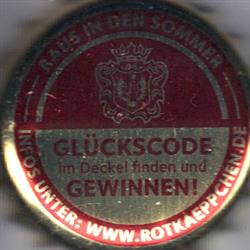 RAUS IN DEN SOMMER
GLÜCKSCODE
im Deckel finden und
GEWINNEN!
INFOS UNTER: WWW.ROTKAEPPCHEN.DE